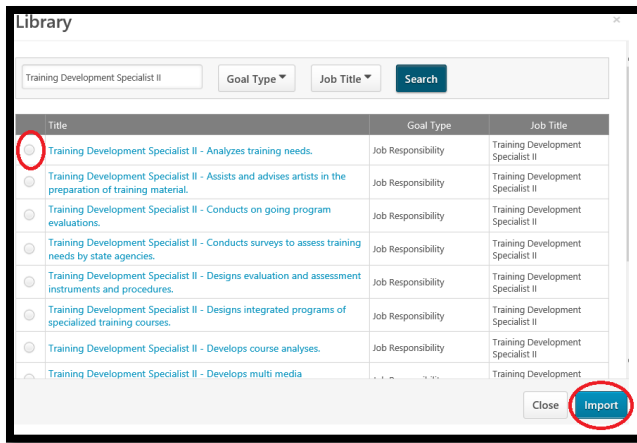 Library
×
Training Development Specialist II
Goal Type
Job Title
Search
Title Goal Type Job Title
Training Development Specialist II - Analyzes training needs. Job Responsibility Training Development
Specialist II
Training Development Specialist II - Assists and advises artists in the
preparation of training material. Job Responsibility Training Development
Specialist II
Training Development Specialist II - Conducts on going program
evaluations. Job Responsibility Training Development
Specialist II
Training Development Specialist II - Conducts surveys to assess training
needs by state agencies. Job Responsibility Training Development
Specialist II
Training Development Specialist II - Designs evaluation and assessment
instruments and procedures. Job Responsibility Training Development
Specialist II
Training Development Specialist II - Designs integrated programs of
specialized training courses. Job Responsibility Training Development
Specialist II
Training Development Specialist II - Develops course analyses. Job Responsibility Training Development
Specialist II
Training Development Specialist II - Develops multi media Training Development
Close
Import